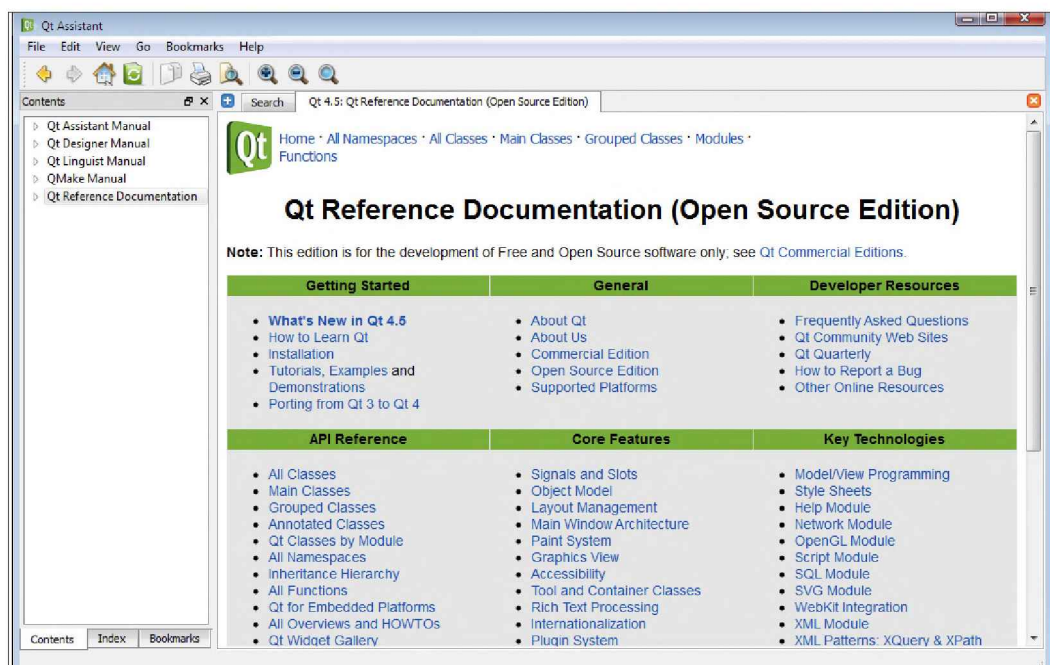 Qt Assistant
File Edit View Go Bookmarks Help
Contents
Qt Assistant Manual
Qt Designer Manual
Qt Linguist Manual
QMake Manual
Qt Reference Documentation
Contents Index Bookmarks
Search Qt 4.5: Qt Reference Documentation (Open Source Edition)
Qt
Home · All Namespaces · All Classes · Main Classes · Grouped Classes · Modules ·
Functions
Qt Reference Documentation (Open Source Edition)
Note: This edition is for the development of Free and Open Source software only; see Qt Commercial Editions.
Getting Started
• What's New in Qt 4.5
• How to Learn Qt
• Installation
• Tutorials, Examples and
Demonstrations
• Porting from Qt 3 to Qt 4
General
• About Qt
• About Us
• Commercial Edition
• Open Source Edition
• Supported Platforms
Developer Resources
• Frequently Asked Questions
• Qt Community Web Sites
• Qt Quarterly
• How to Report a Bug
• Other Online Resources
API Reference
• All Classes
• Main Classes
• Grouped Classes
• Annotated Classes
• Qt Classes by Module
• All Namespaces
• Inheritance Hierarchy
• All Functions
• Qt for Embedded Platforms
• All Overviews and HOWTOs
• Qt Widget Gallery
Core Features
• Signals and Slots
• Object Model
• Layout Management
• Main Window Architecture
• Paint System
• Graphics View
• Accessibility
• Tool and Container Classes
• Rich Text Processing
• Internationalization
• Plugin System
Key Technologies
• Model/View Programming
• Style Sheets
• Help Module
• Network Module
• OpenGL Module
• Script Module
• SQL Module
• SVG Module
• WebKit Integration
• XML Module
• XML Patterns: XQuery & XPath